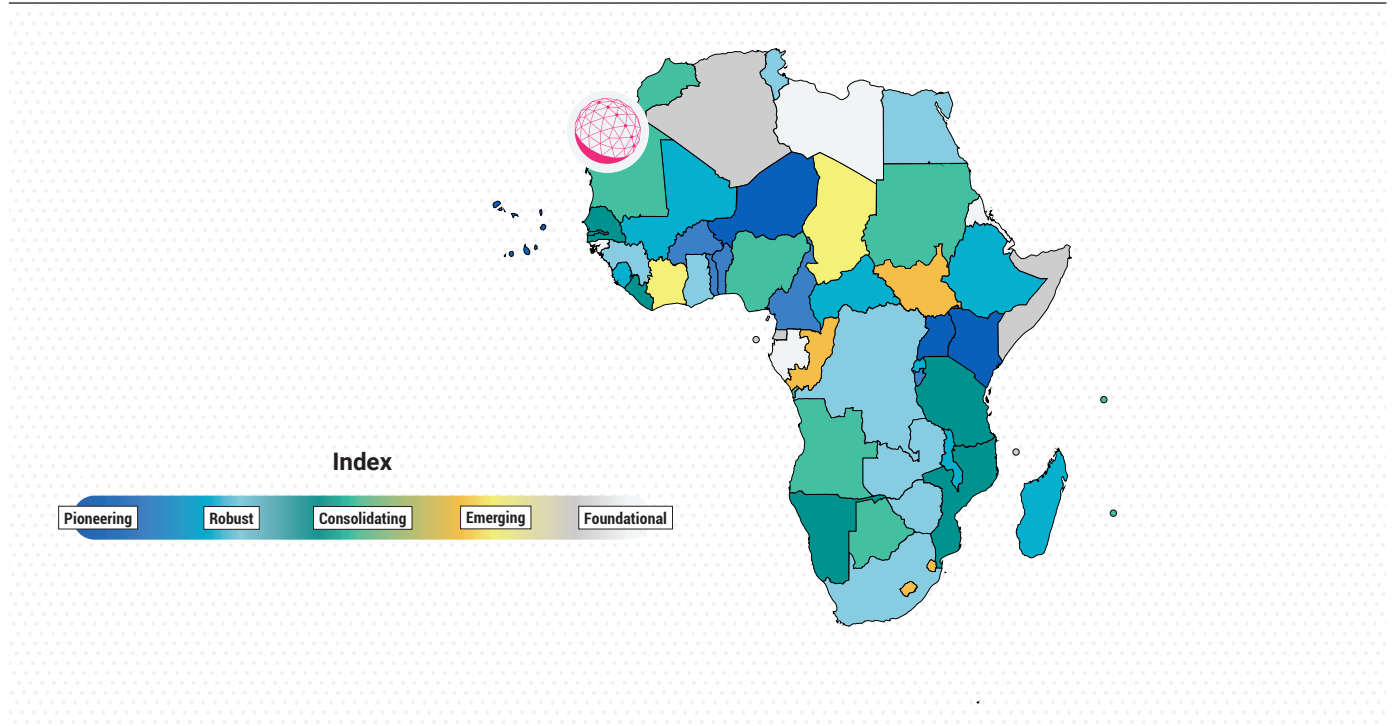 Index
Pioneering
Robust
Consolidating
Emerging
Foundational